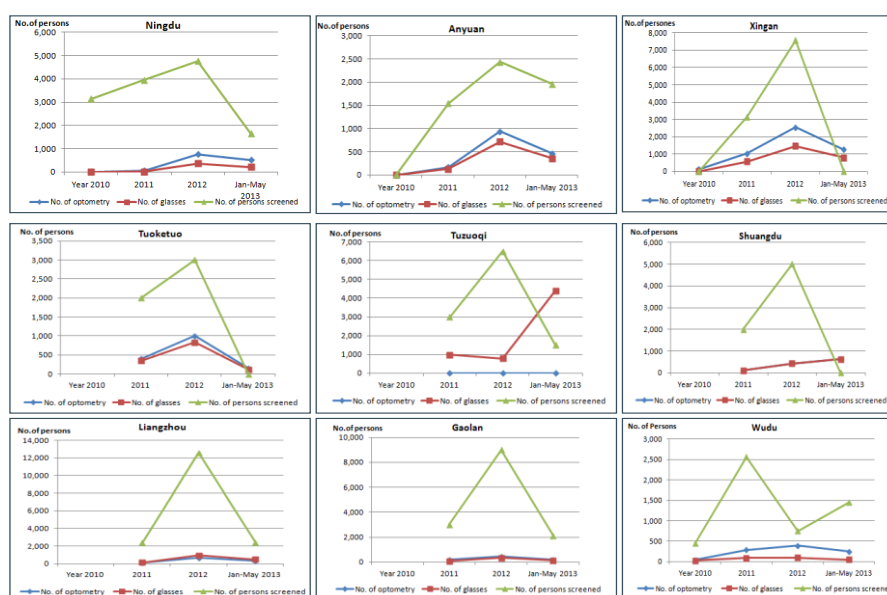 No.of persons
Ningdu
6,000
5,000
4,000
3,000
2,000
1,000
0
Year 2010 2011 2012 Jan-May 2013
No. of optometry No. of glasses No. of persons screened
No.of persons
Anyuan
3,000
2,500
2,000
1,500
1,000
500
0
Year 2010 2011 2012 Jan-May 2013
No. of optometry No. of glasses No. of persons screened
No.of persones
Xingan
8,000
7,000
6,000
5,000
4,000
3,000
2,000
1,000
0
Year 2010 2011 2012 Jan-May 2013
No. of optometry No. of glasses No. of persons screened
No. of persons
Tuoketuo
3,500
3,000
2,500
2,000
1,500
1,000
500
0
Year 2010 2011 2012 Jan-May 2013
No. of optometry No. of glasses No. of persons screened
No.of persons
Tuzuoqi
7,000
6,000
5,000
4,000
3,000
2,000
1,000
0
Year 2010 2011 2012 Jan-May 2013
No. of optometry No. of glasses No. of persons screened
No.of persons
Shuangdu
6,000
5,000
4,000
3,000
2,000
1,000
0
Year 2010 2011 2012 Jan-May 2013
No. of optometry No. of glasses No. of persons screened
No.of persons
Liangzhou
14,000
12,000
10,000
8,000
6,000
4,000
2,000
0
Year 2010 2011 2012 Jan-May 2013
No. of optometry No. of glasses No. of persons screened
No.of persons
Gaolan
10,000
8,000
6,000
4,000
2,000
0
Year 2010 2011 2012 Jan-May 2013
No. of optometry No. of glasses No. of persons screened
No. of Persons
Wudu
3,000
2,500
2,000
1,500
1,000
500
0
Year 2010 2011 2012 Jan-May 2013
No. of optometry No. of glasses No. of persons screened